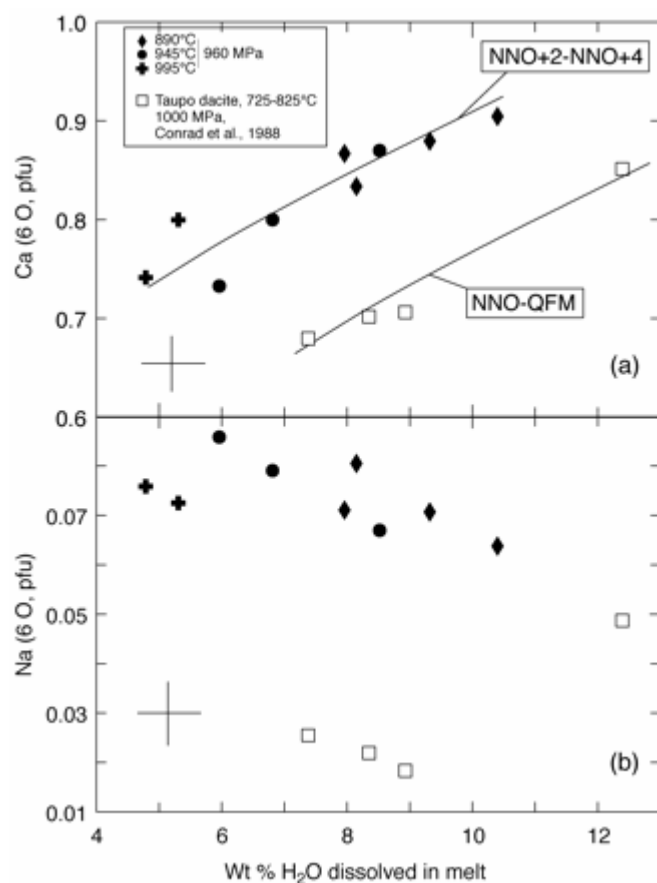 1.0
0.9
0.8
0.7
0.6
Ca (6 O, pfu)
890°C
945°C
995°C
960 MPa
Taupo dacite, 725-825°C
1000 MPa,
Conrad et al., 1988
NNO+2-NNO+4
NNO-QFM
(a)
0.07
0.05
0.03
0.01
Na (6 O, pfu)
(b)
4 6 8 10 12
Wt % H₂O dissolved in melt